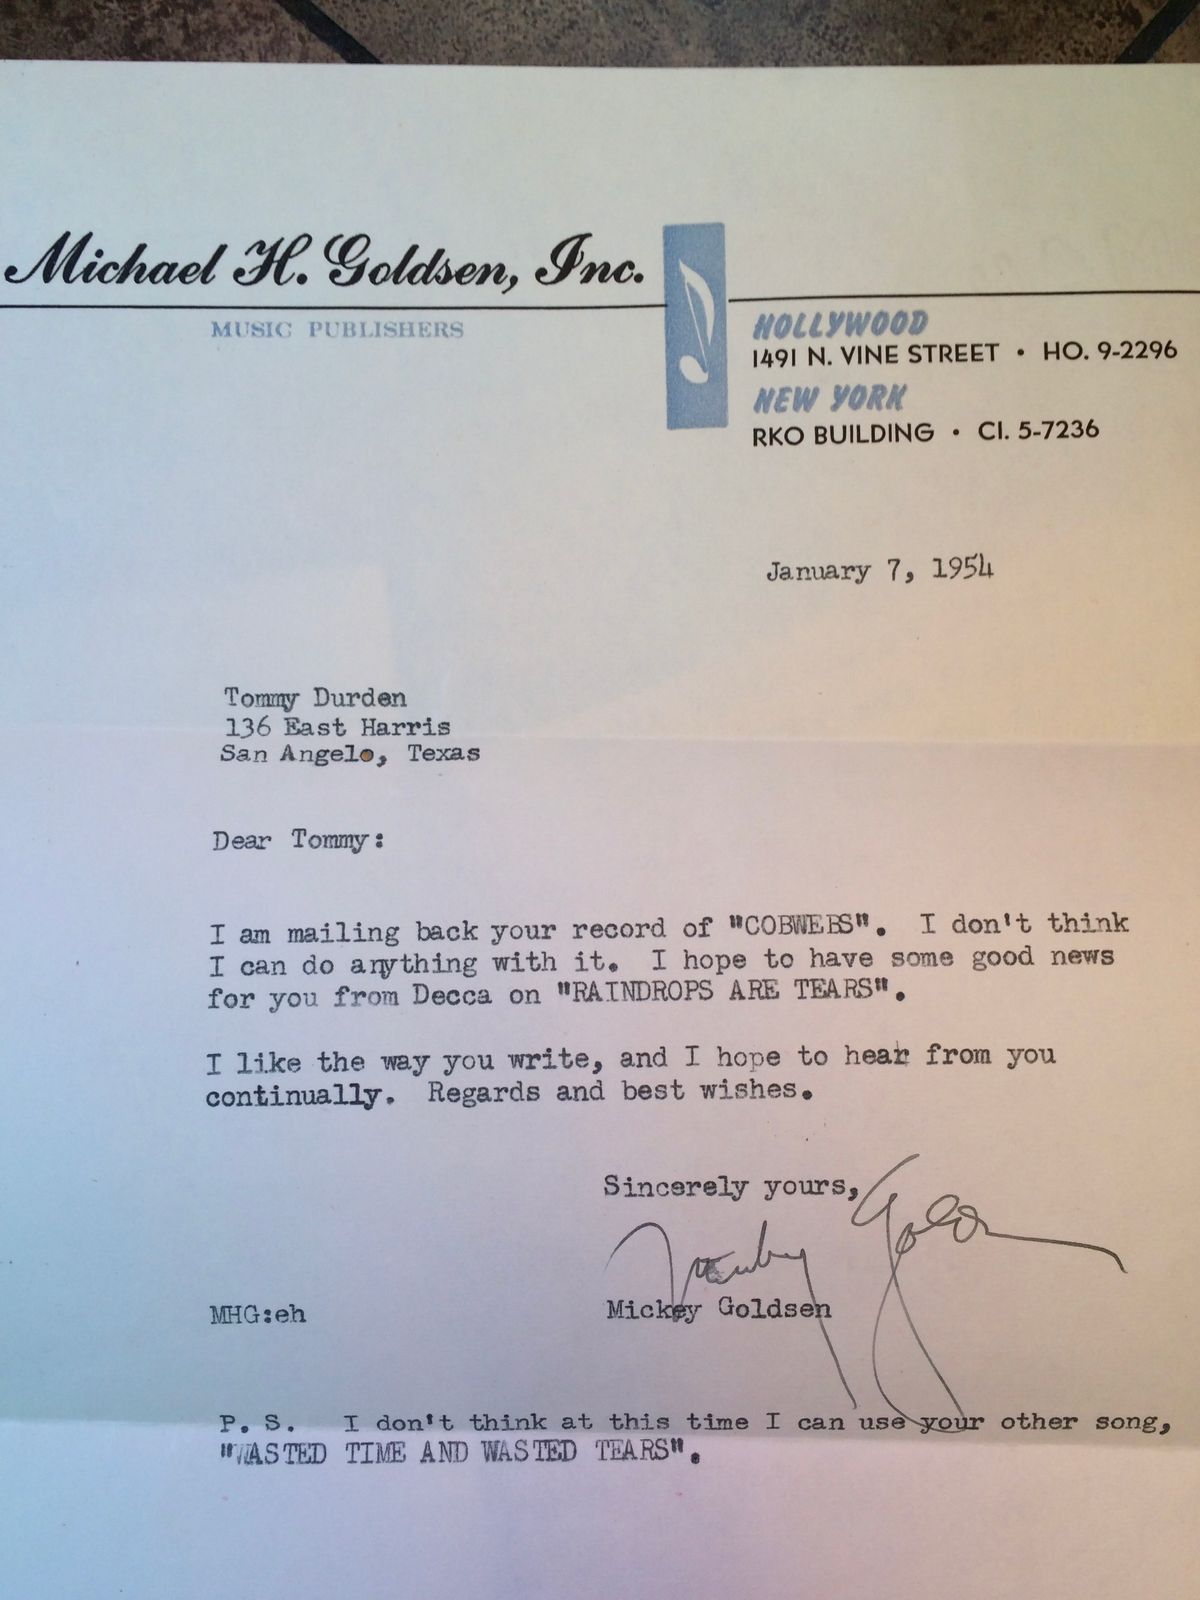 Michael H. Goldsen, Inc.
MUSIC PUBLISHERS
HOLLYWOOD
1491 N. VINE STREET • HO. 9-2296
NEW YORK
RKO BUILDING • CI. 5-7236
January 7, 1954
Tommy Durden
136 East Harris
San Angelo, Texas
Dear Tommy:
I am mailing back your record of "COBWEBS". I don't think
I can do anything with it. I hope to have some good news
for you from Decca on "RAINDROPS ARE TEARS".
I like the way you write, and I hope to hear from you
continually. Regards and best wishes.
Sincerely yours,
Mickey Goldsen
MHG:eh
Mickey Goldsen
P. S. I don't think at this time I can use your other song,
"WASTED TIME AND WASTED TEARS".